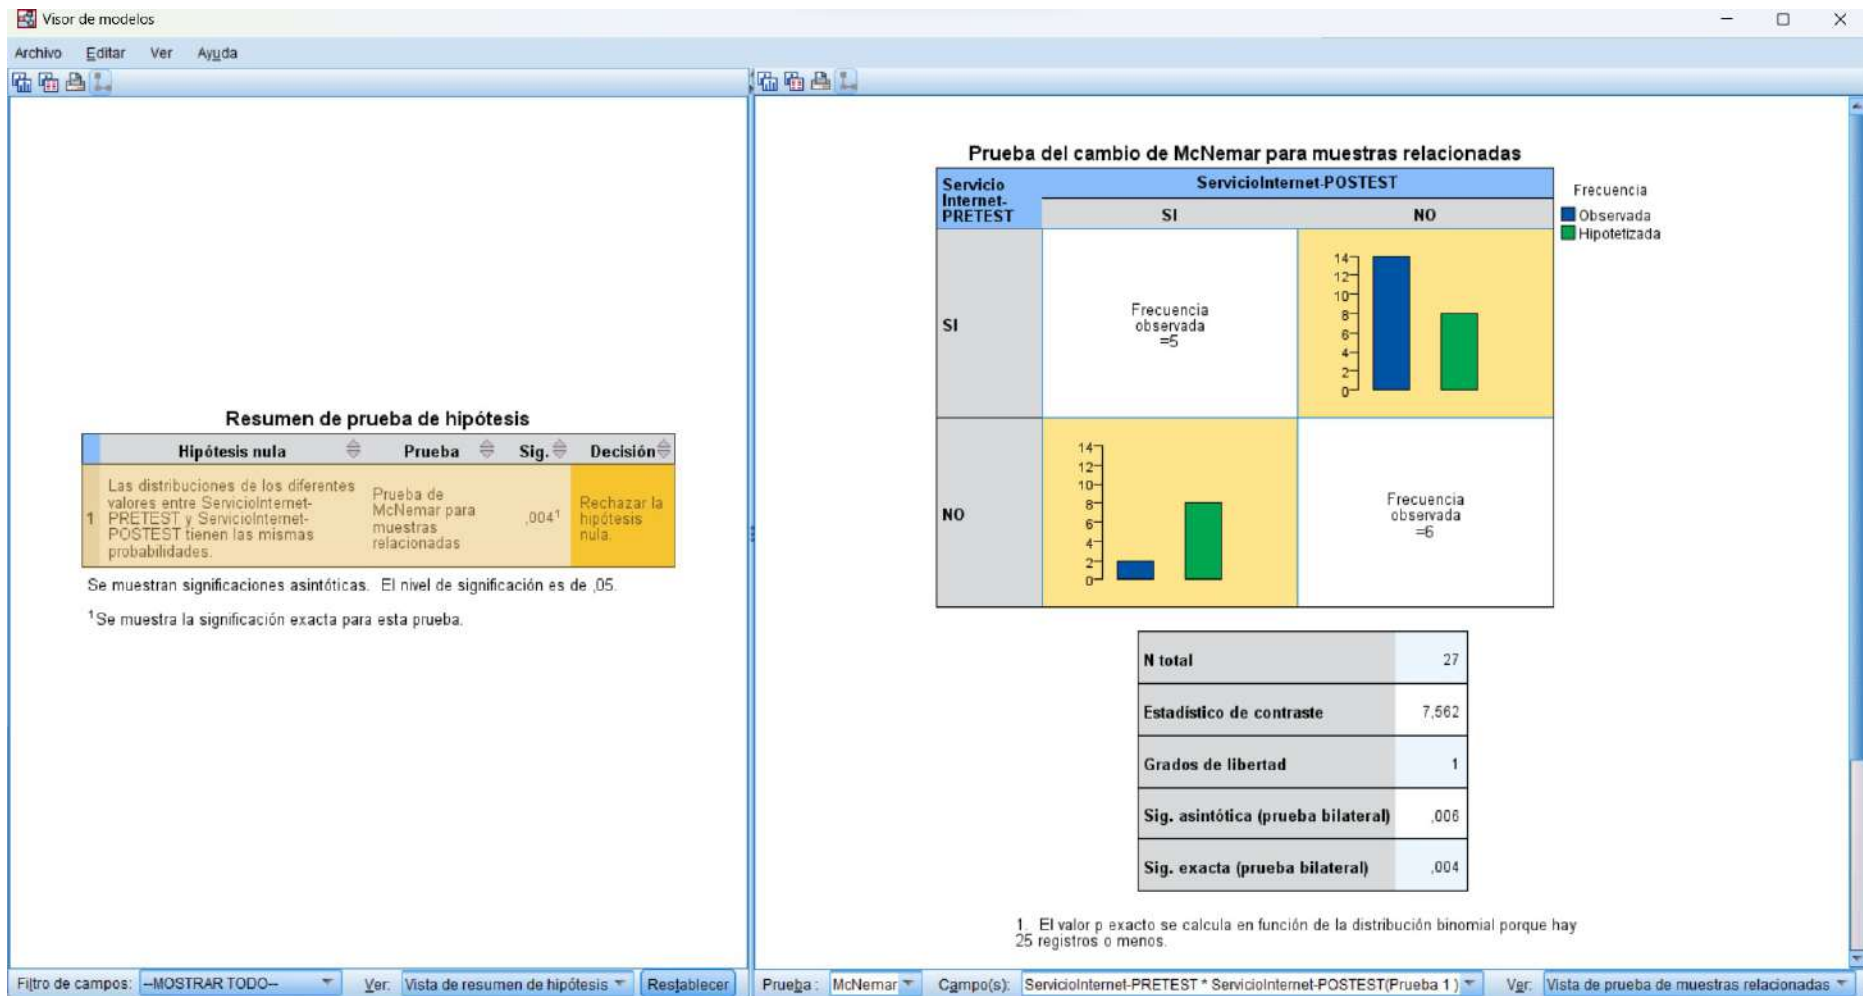 Visor de modelos
Archivo Editar Ver Ayuda
Resumen de prueba de hipótesis
Hipótesis nula Prueba Sig. Decisión
1 Las distribuciones de los diferentes valores entre ServicioInternet-PRETEST y ServicioInternet-POSTEST tienen las mismas probabilidades. Prueba de McNemar para muestras relacionadas ,004¹ Rechazar la hipótesis nula.
Se muestran significaciones asintóticas. El nivel de significación es de ,05.
¹Se muestra la significación exacta para esta prueba.
Filtro de campos: --MOSTRAR TODO-- Ver: Vista de resumen de hipótesis Restablecer
Prueba del cambio de McNemar para muestras relacionadas
Servicio
Internet-
PRETEST
ServicioInternet-POSTEST
SI NO
Frecuencia
Observada
Hipotetizada
SI
Frecuencia
observada
=5
14
12
10
8
6
4
2
0
NO
14
12
10
8
6
4
2
0
Frecuencia
observada
=6
N total 27
Estadístico de contraste 7,562
Grados de libertad 1
Sig. asintótica (prueba bilateral) ,006
Sig. exacta (prueba bilateral) ,004
1. El valor p exacto se calcula en función de la distribución binomial porque hay
25 registros o menos.
Prueba: McNemar Campo(s): ServicioInternet-PRETEST * ServicioInternet-POSTEST(Prueba 1) Ver: Vista de prueba de muestras relacionadas